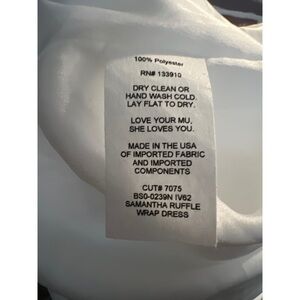 100% Polyester
RN# 133910
DRY CLEAN OR
HAND WASH COLD.
LAY FLAT TO DRY.
LOVE YOUR MU,
SHE LOVES YOU.
MADE IN THE USA
OF IMPORTED FABRIC
AND IMPORTED
COMPONENTS
CUT# 7075
BS0-0239N IV62
SAMANTHA RUFFLE
WRAP DRESS